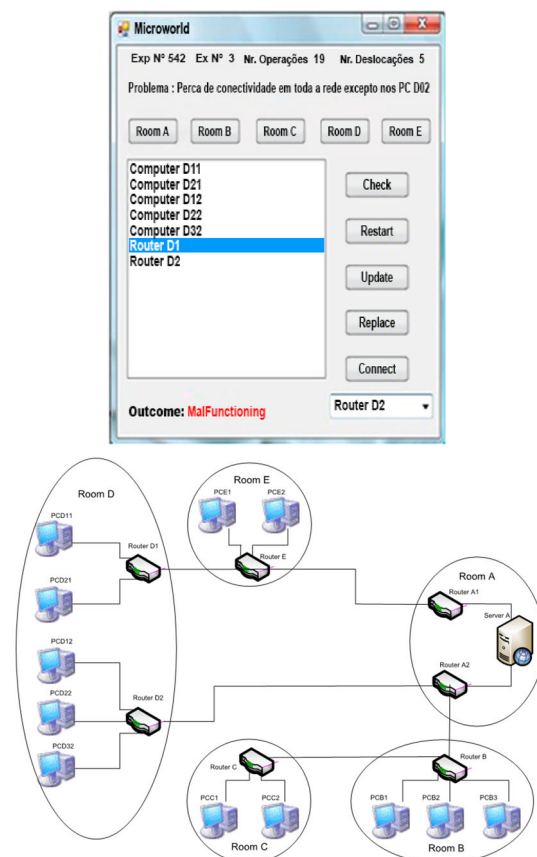 Microworld
Exp Nº 542 Ex Nº 3 Nr. Operações 19 Nr. Deslocações 5
Problema : Perca de conectividade em toda a rede excepto nos PC D02
Room A Room B Room C Room D Room E
Computer D11
Computer D21
Computer D12
Computer D22
Computer D32
Router D1
Router D2
Check
Restart
Update
Replace
Connect
Outcome: MalFunctioning
Router D2
Room D
PCD11
Router D1
PCD21
PCD12
PCD22
Router D2
PCD32
Room E
PCE1 PCE2
Router E
Room A
Router A1
Server A
Router A2
Router C
PCC1 PCC2
Room C
Router B
PCB1 PCB2 PCB3
Room B